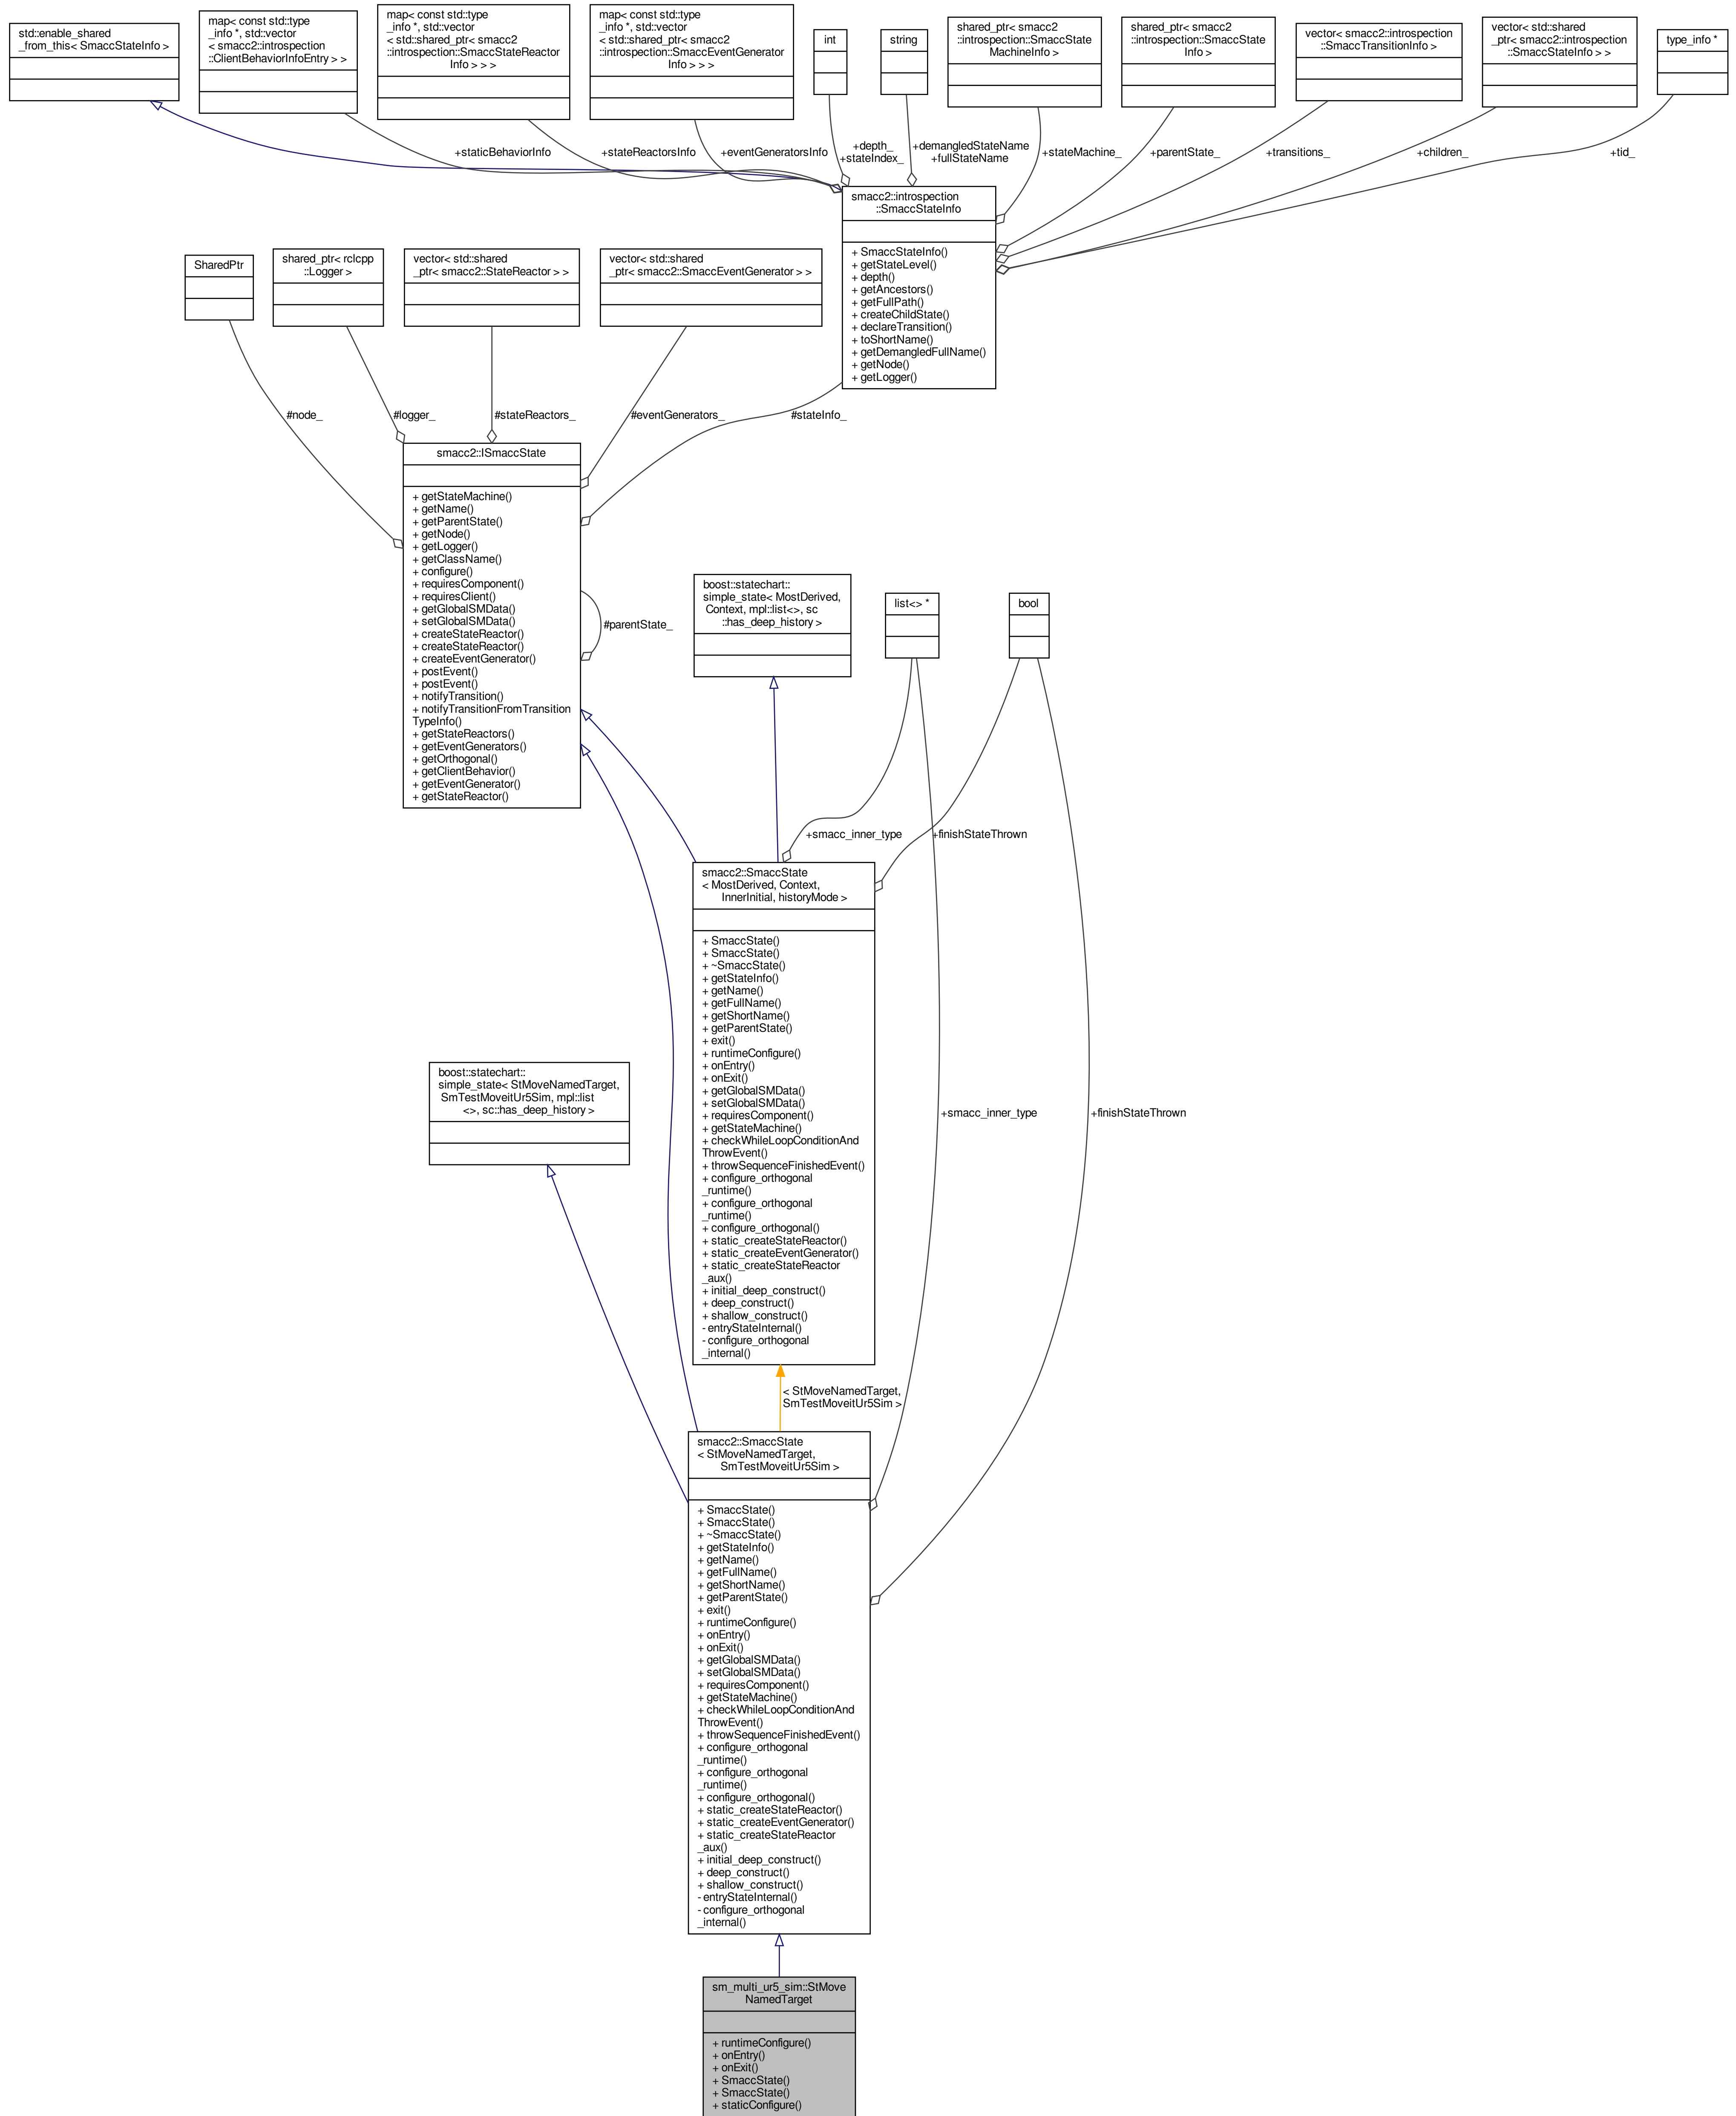 std::enable_shared
_from_this< SmaccStateInfo >
map< const std::type
_info *, std::vector
< smacc2::introspection
::ClientBehaviorInfoEntry > >
map< const std::type
_info *, std::vector
< std::shared_ptr< smacc2
::introspection::SmaccStateReactor
Info > > >
map< const std::type
_info *, std::vector
< std::shared_ptr< smacc2
::introspection::SmaccEventGenerator
Info > > >
int
string
shared_ptr< smacc2
::introspection::SmaccState
MachineInfo >
shared_ptr< smacc2
::introspection::SmaccState
Info >
vector< smacc2::introspection
::SmaccTransitionInfo >
vector< std::shared
_ptr< smacc2::introspection
::SmaccStateInfo > >
type_info *
+staticBehaviorInfo
+stateReactorsInfo
+eventGeneratorsInfo
+depth_
+stateIndex_
+demangledStateName
+fullStateName
+stateMachine_
+parentState_
+transitions_
+children_
+tid_
smacc2::introspection
::SmaccStateInfo
+ SmaccStateInfo()
+ getStateLevel()
+ depth()
+ getAncestors()
+ getFullPath()
+ createChildState()
+ declareTransition()
+ toShortName()
+ getDemangledFullName()
+ getNode()
+ getLogger()
SharedPtr
shared_ptr< rclcpp
::Logger >
vector< std::shared
_ptr< smacc2::StateReactor > >
vector< std::shared
_ptr< smacc2::SmaccEventGenerator > >
#node_
#logger_
#stateReactors_
#eventGenerators_
#stateInfo_
smacc2::ISmaccState
+ getStateMachine()
+ getName()
+ getParentState()
+ getNode()
+ getLogger()
+ getClassName()
+ configure()
+ requiresComponent()
+ requiresClient()
+ getGlobalSMData()
+ setGlobalSMData()
+ createStateReactor()
+ createStateReactor()
+ createEventGenerator()
+ postEvent()
+ postEvent()
+ notifyTransition()
+ notifyTransitionFromTransition
TypeInfo()
+ getStateReactors()
+ getEventGenerators()
+ getOrthogonal()
+ getClientBehavior()
+ getEventGenerator()
+ getStateReactor()
#parentState_
boost::statechart::
simple_state< MostDerived,
Context, mpl::list<>, sc
::has_deep_history >
list<> *
bool
+smacc_inner_type
+finishStateThrown
smacc2::SmaccState
< MostDerived, Context,
InnerInitial, historyMode >
+ SmaccState()
+ SmaccState()
+ ~SmaccState()
+ getStateInfo()
+ getName()
+ getFullName()
+ getShortName()
+ getParentState()
+ exit()
+ runtimeConfigure()
+ onEntry()
+ onExit()
+ getGlobalSMData()
+ setGlobalSMData()
+ requiresComponent()
+ getStateMachine()
+ checkWhileLoopConditionAnd
ThrowEvent()
+ throwSequenceFinishedEvent()
+ configure_orthogonal
_runtime()
+ configure_orthogonal
_runtime()
+ configure_orthogonal()
+ static_createStateReactor()
+ static_createEventGenerator()
+ static_createStateReactor
_aux()
+ initial_deep_construct()
+ deep_construct()
+ shallow_construct()
- entryStateInternal()
- configure_orthogonal
_internal()
boost::statechart::
simple_state< StMoveNamedTarget,
SmTestMoveitUr5Sim, mpl::list
<>, sc::has_deep_history >
+smacc_inner_type
+finishStateThrown
< StMoveNamedTarget,
SmTestMoveitUr5Sim >
smacc2::SmaccState
< StMoveNamedTarget,
SmTestMoveitUr5Sim >
+ SmaccState()
+ SmaccState()
+ ~SmaccState()
+ getStateInfo()
+ getName()
+ getFullName()
+ getShortName()
+ getParentState()
+ exit()
+ runtimeConfigure()
+ onEntry()
+ onExit()
+ getGlobalSMData()
+ setGlobalSMData()
+ requiresComponent()
+ getStateMachine()
+ checkWhileLoopConditionAnd
ThrowEvent()
+ throwSequenceFinishedEvent()
+ configure_orthogonal
_runtime()
+ configure_orthogonal
_runtime()
+ configure_orthogonal()
+ static_createStateReactor()
+ static_createEventGenerator()
+ static_createStateReactor
_aux()
+ initial_deep_construct()
+ deep_construct()
+ shallow_construct()
- entryStateInternal()
- configure_orthogonal
_internal()
sm_multi_ur5_sim::StMove
NamedTarget
+ runtimeConfigure()
+ onEntry()
+ onExit()
+ SmaccState()
+ SmaccState()
+ staticConfigure()